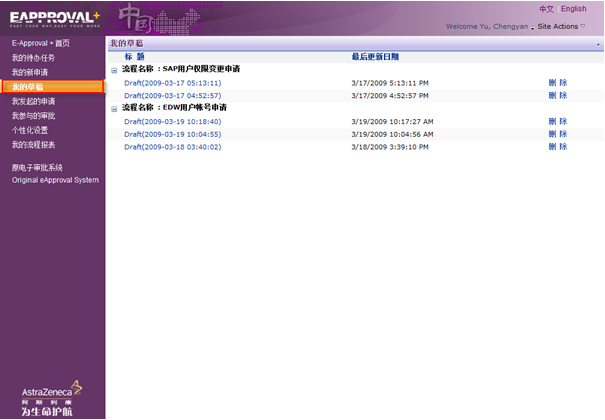 中文 | English
EAPPROVAL+
EAST YOUR WAY.EASY YOUR WORK
中国
Welcome Yu, Chengyan
Site Actions
E-Approval + 首页
我的待办任务
我的新申请
我的草稿
我发起的申请
我参与的审批
个性化设置
我的流程报表
原电子审批系统
Original eApproval System
我的草稿
标 题 最后更新日期
流程名称 : SAP用户权限变更申请
Draft(2009-03-17 05:13:11) 3/17/2009 5:13:11 PM 删 除
Draft(2009-03-17 04:52:57) 3/17/2009 4:52:57 PM 删 除
流程名称 : EDW用户帐号申请
Draft(2009-03-19 10:18:40) 3/19/2009 10:17:27 AM 删 除
Draft(2009-03-19 10:04:55) 3/19/2009 10:04:56 AM 删 除
Draft(2009-03-18 03:40:02) 3/18/2009 3:39:10 PM 删 除
AstraZeneca
阿斯利康
为生命护航